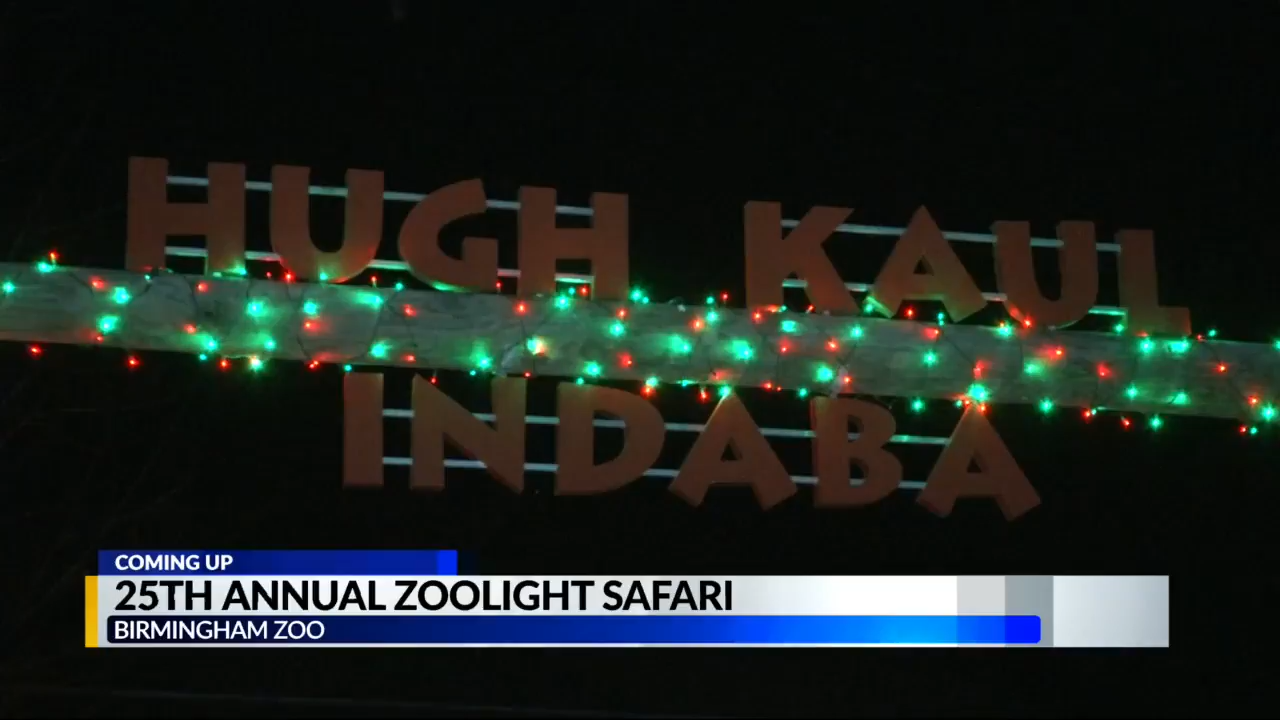 HUGH KAUL
INDABA
COMING UP
25TH ANNUAL ZOOLIGHT SAFARI
BIRMINGHAM ZOO